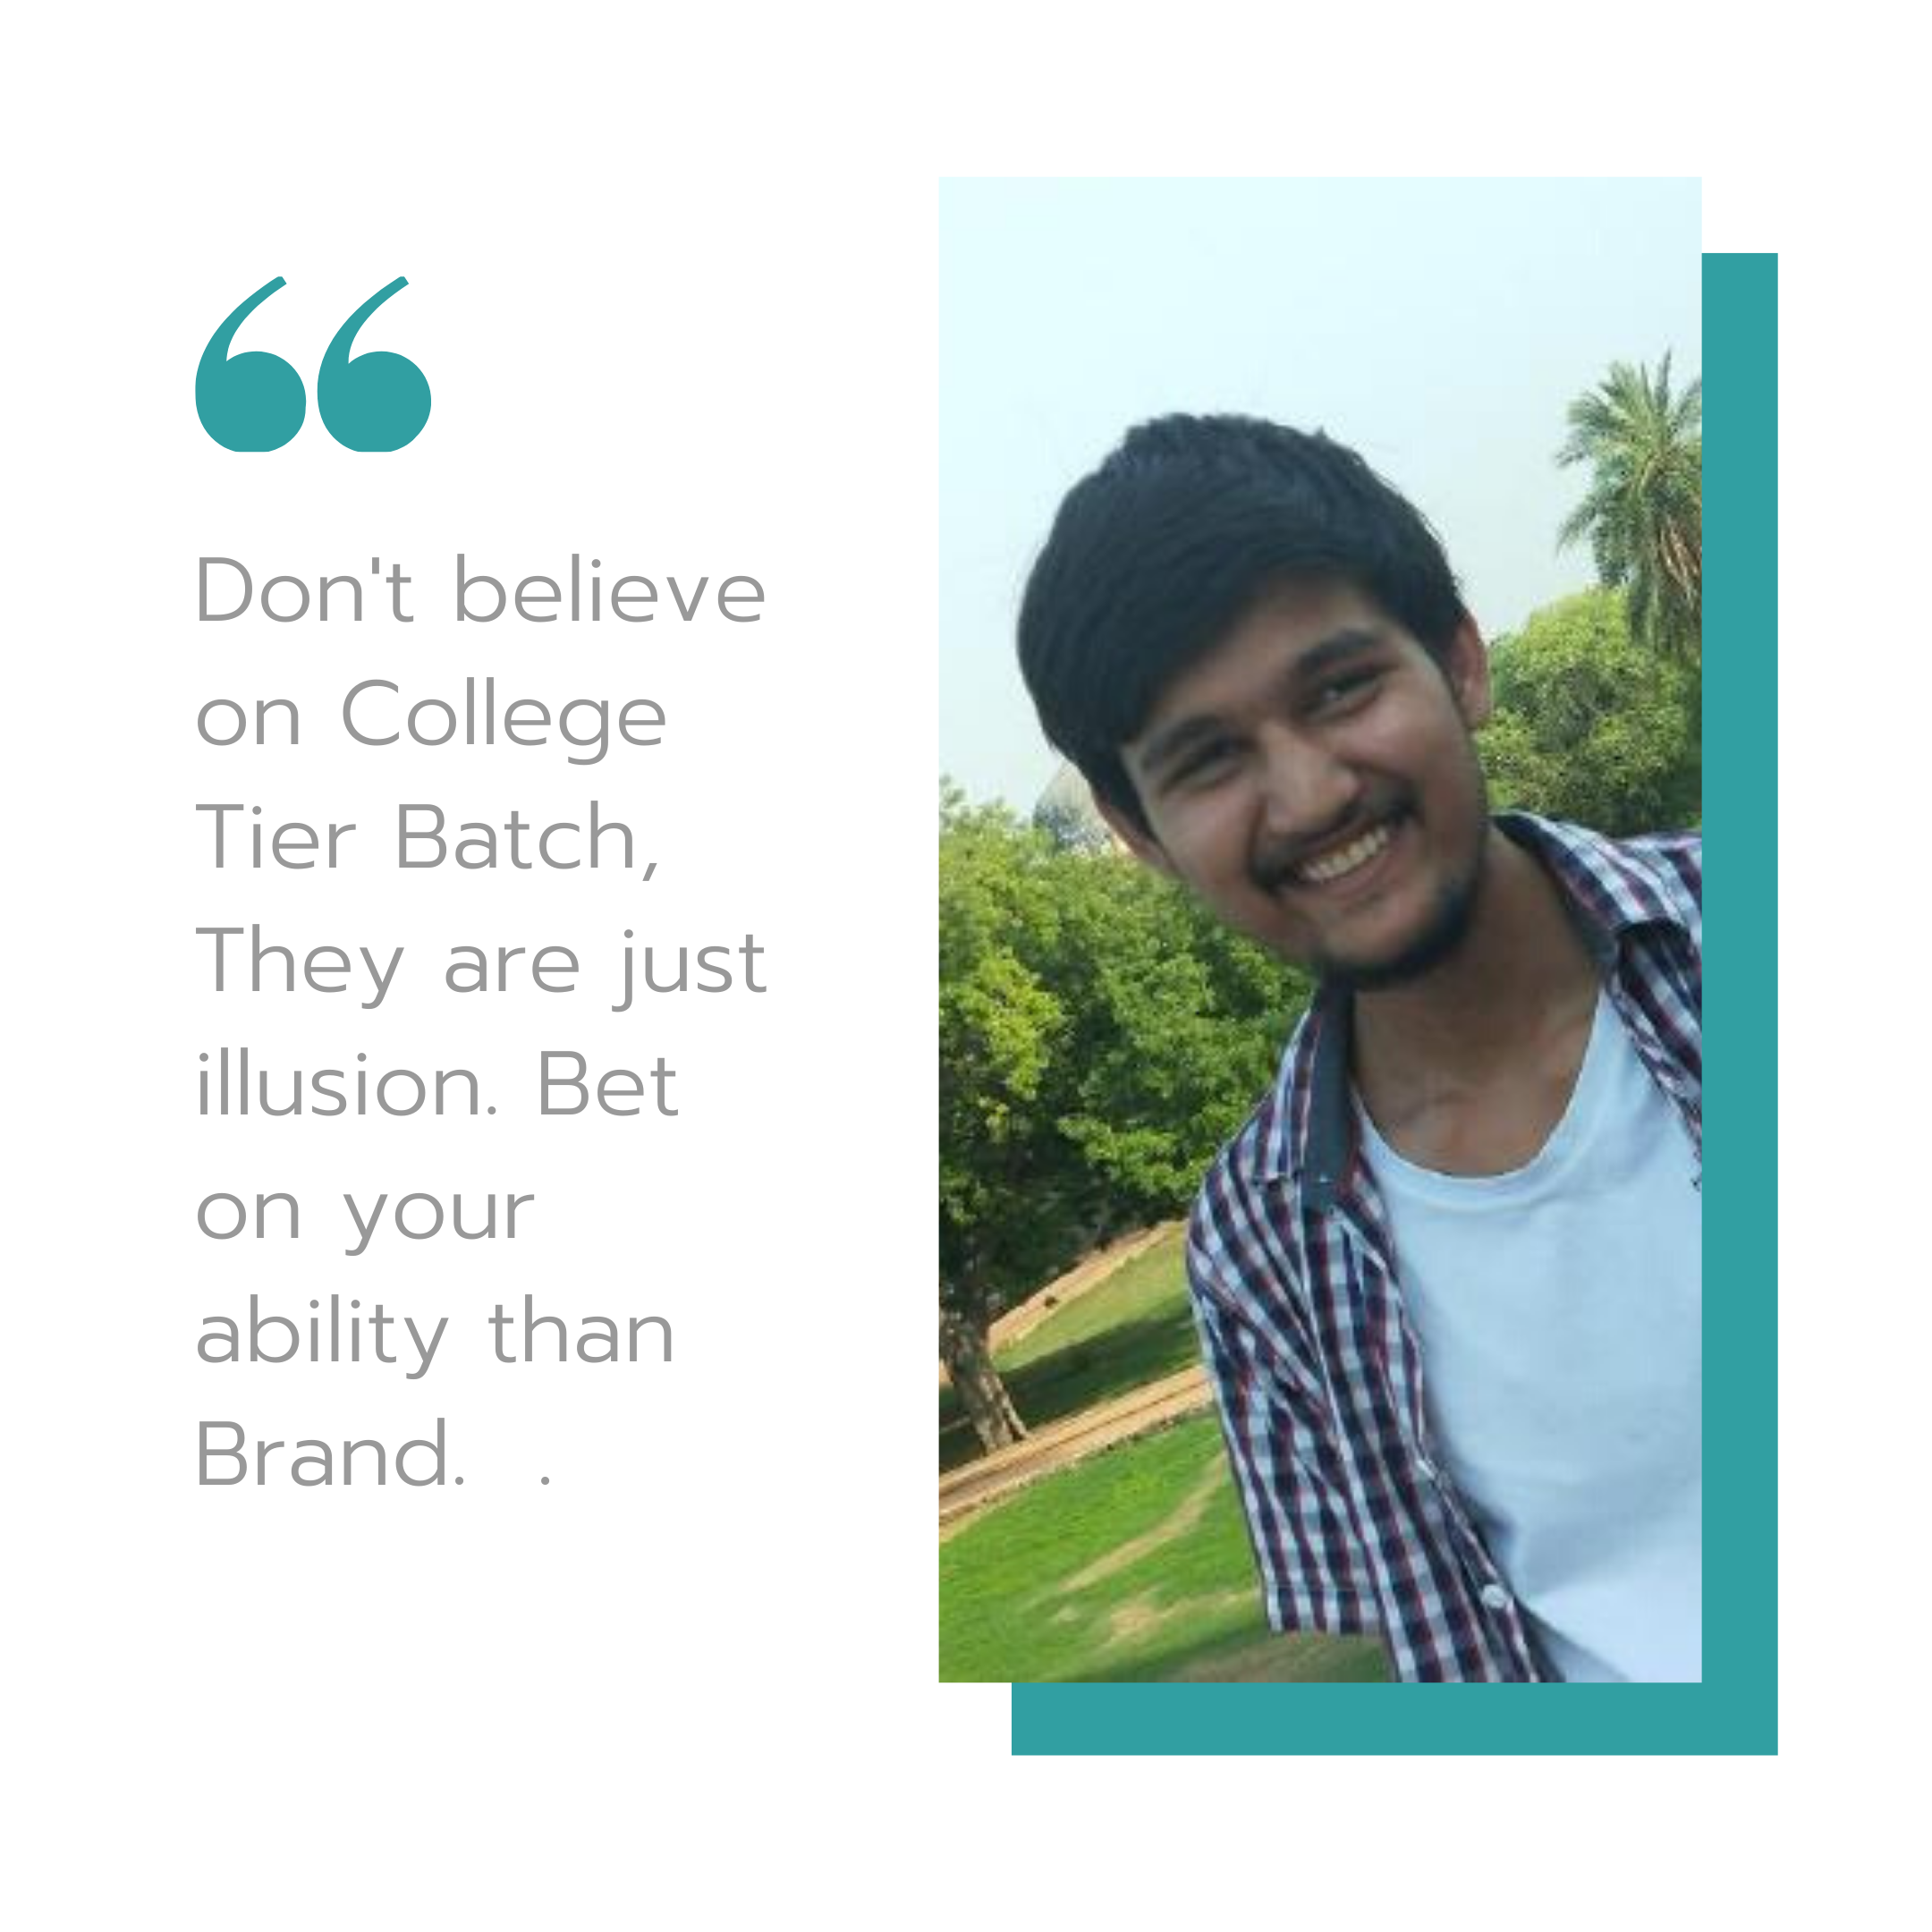 Don't believe
on College
Tier Batch,
They are just
illusion. Bet
on your
ability than
Brand.  .